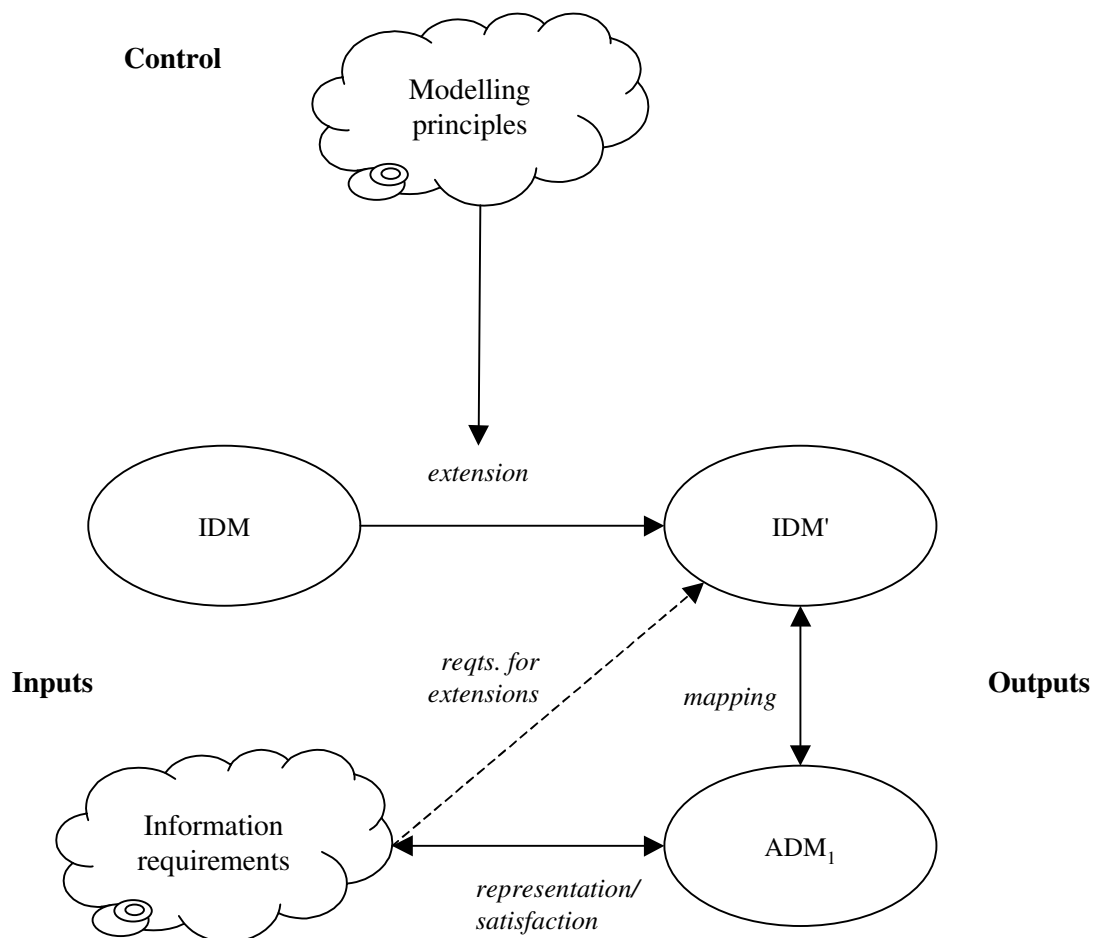 Control
Modelling
principles
extension
IDM
IDM'
reqts. for
extensions
Inputs
mapping
Outputs
Information
requirements
ADM₁
representation/
satisfaction